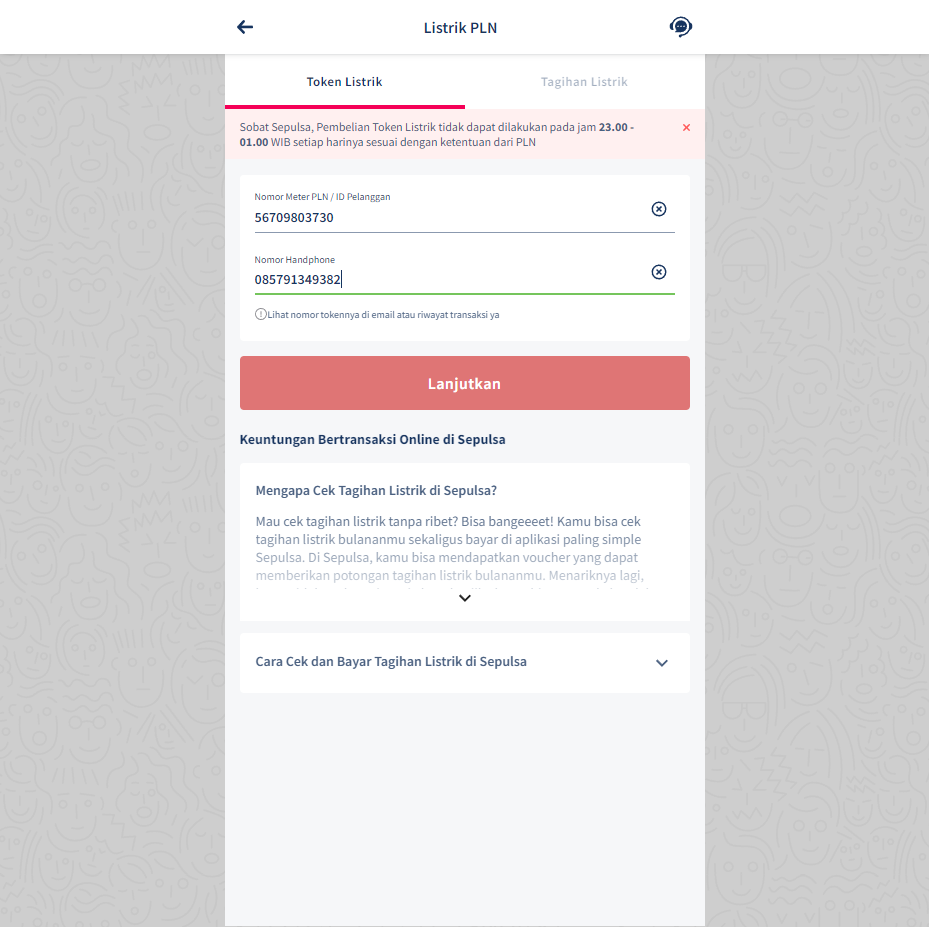 Listrik PLN
Token Listrik
Tagihan Listrik
Sobat Sepulsa, Pembelian Token Listrik tidak dapat dilakukan pada jam 23.00 -
01.00 WIB setiap harinya sesuai dengan ketentuan dari PLN
Nomor Meter PLN / ID Pelanggan
56709803730
Nomor Handphone
085791349382
Lihat nomor tokennya di email atau riwayat transaksi ya
Lanjutkan
Keuntungan Bertransaksi Online di Sepulsa
Mengapa Cek Tagihan Listrik di Sepulsa?
Mau cek tagihan listrik tanpa ribet? Bisa bangeeeet! Kamu bisa cek
tagihan listrik bulananmu sekaligus bayar di aplikasi paling simple
Sepulsa. Di Sepulsa, kamu bisa mendapatkan voucher yang dapat
memberikan potongan tagihan listrik bulananmu. Menariknya lagi,
Cara Cek dan Bayar Tagihan Listrik di Sepulsa